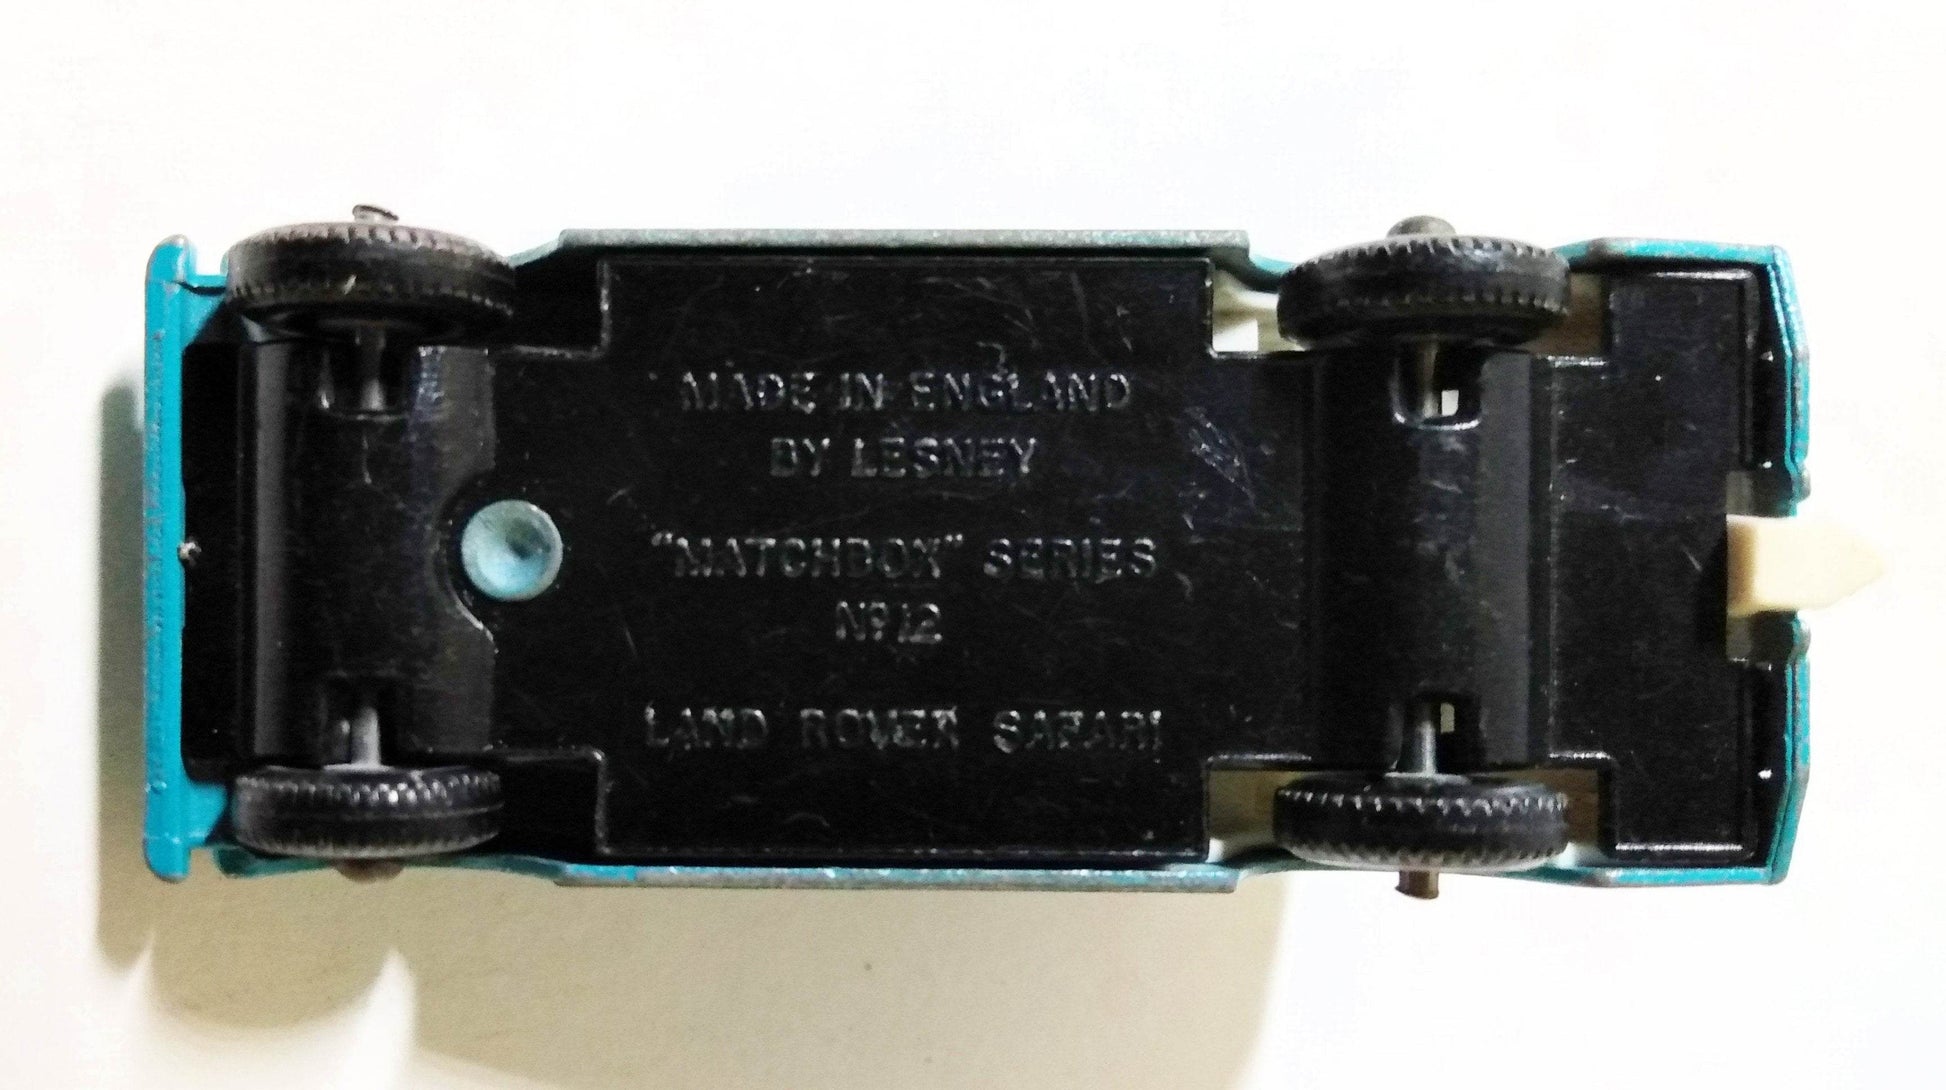 MADE IN ENGLAND
BY LESNEY
"MATCHBOX" SERIES
Nº 12
LAND ROVER SAFARI